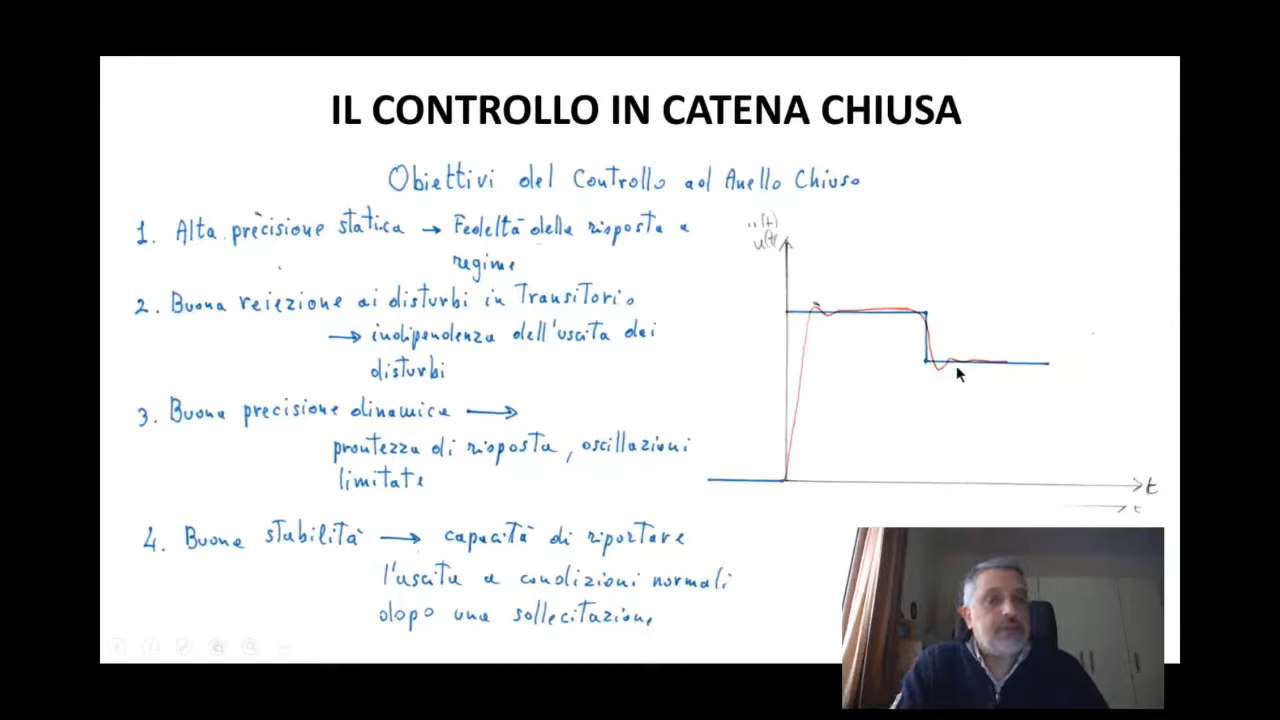 IL CONTROLLO IN CATENA CHIUSA
Obiettivi del Controllo ad Anello Chiuso
1. Alta precisione statica → Fedeltà della risposta a
regime
2. Buona reiezione ai disturbi in Transitorio
→ indipendenza dell'uscita dai
disturbi
3. Buona precisione dinamica →
prontezza di risposta, oscillazioni
limitate
4. Buona stabilità → capacità di riportare
l'uscita a condizioni normali
dopo una sollecitazione
u(t)
t
t